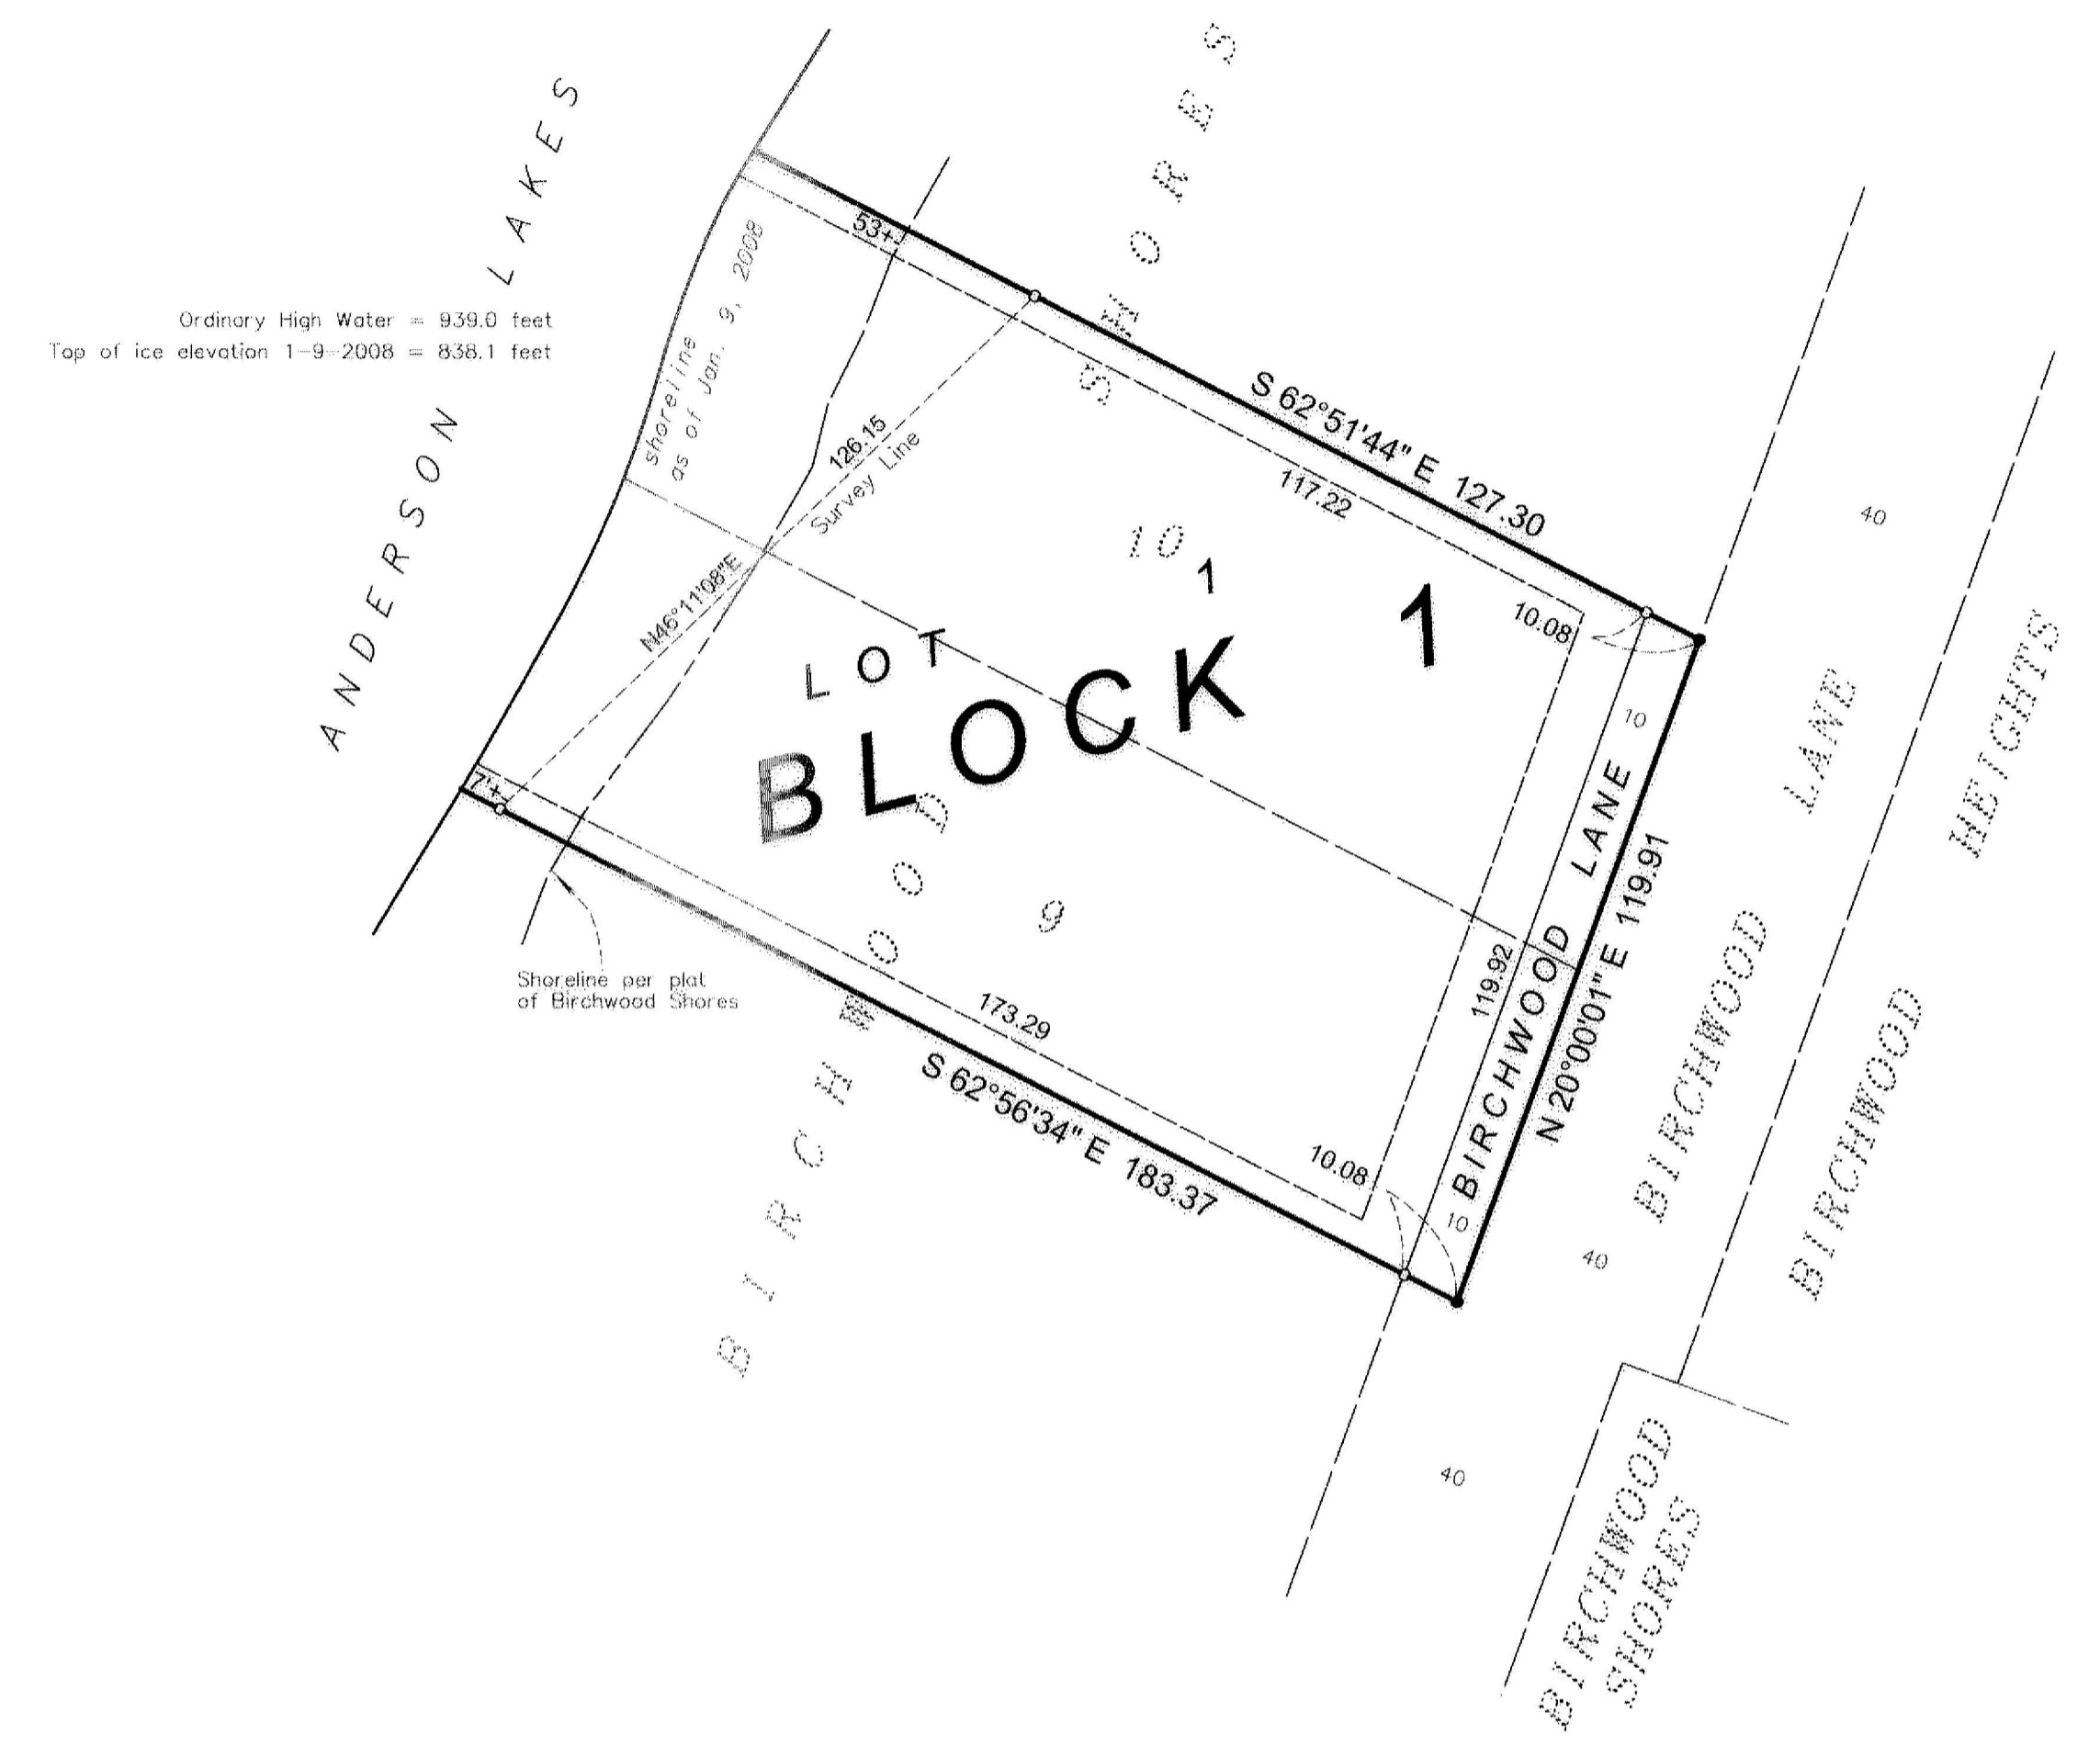 ANDERSON LAKES
Ordinary High Water = 939.0 feet
Top of ice elevation 1-9-2008 = 838.1 feet
shoreline
as of Jan. 9, 2008
53+
BIRCHWOOD SHORES
S 62°51'44" E 127.30
117.22
126.15
Survey Line
N46°11'08"E
10
LOT 1
BLOCK 1
10.08
10
40
7'+
9
BIRCHWOOD LANE
119.92
N 20°00'01" E 119.91
BIRCHWOOD LANE
BIRCHWOOD HEIGHTS
Shoreline per plat
of Birchwood Shores
173.29
S 62°56'34" E 183.37
10.08
10
40
40
BIRCHWOOD
SHORES